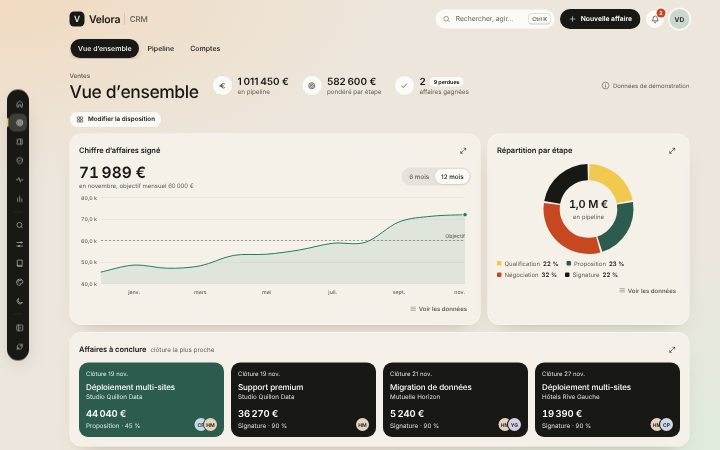 V Velora CRM
Rechercher, agir... Ctrl K
+ Nouvelle affaire
2
VD
Vue d'ensemble Pipeline Comptes
Ventes
Vue d'ensemble
1 011 450 €
en pipeline
582 600 €
pondéré par étape
2 9 perdues
affaires gagnées
Données de démonstration
Modifier la disposition
Chiffre d'affaires signé
71 989 €
en novembre, objectif mensuel 60 000 €
6 mois 12 mois
80,0 k
70,0 k
60,0 k
50,0 k
40,0 k
Objectif
janv. mars mai juil. sept. nov.
Voir les données
Répartition par étape
1,0 M €
en pipeline
Qualification 22 % Proposition 23 %
Négociation 32 % Signature 22 %
Voir les données
Affaires à conclure clôture la plus proche
Clôture 19 nov.
Déploiement multi-sites
Studio Quillon Data
44 040 €
Proposition · 45 %
HM
Clôture 19 nov.
Support premium
Studio Quillon Data
36 270 €
Signature · 90 %
HM
Clôture 21 nov.
Migration de données
Mutuelle Horizon
5 240 €
Signature · 90 %
YG
Clôture 27 nov.
Déploiement multi-sites
Hôtels Rive Gauche
19 390 €
Signature · 90 %
CP